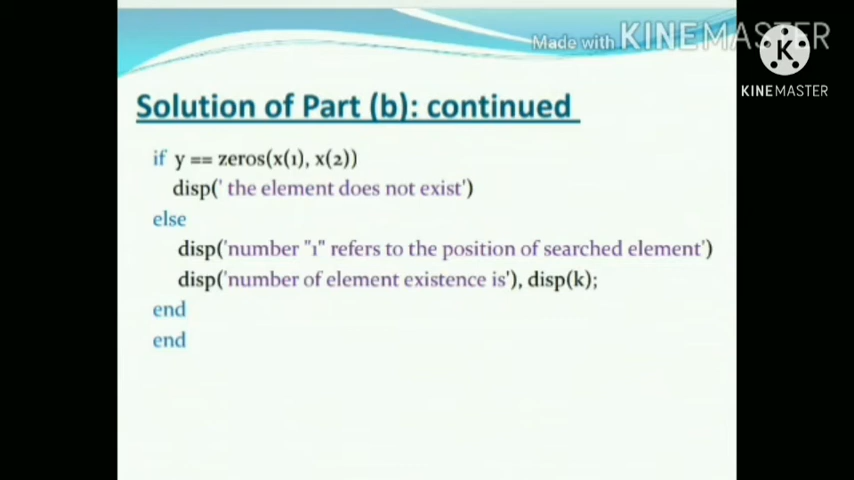 Made with KINEMASTER
K
KINEMASTER
Solution of Part (b): continued
if y == zeros(x(1), x(2))
disp(' the element does not exist')
else
disp('number "1" refers to the position of searched element')
disp('number of element existence is'), disp(k);
end
end